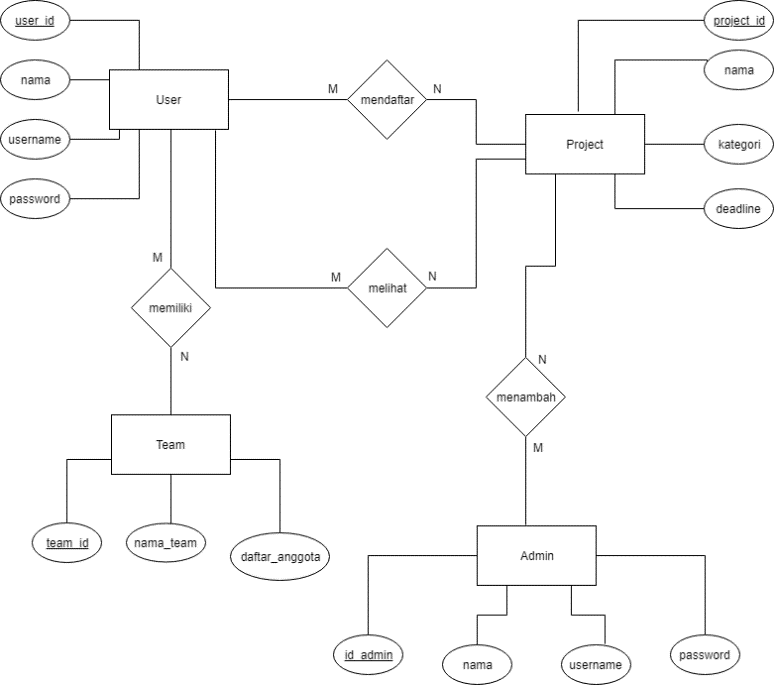 user_id
project_id
nama
nama
User
M
N
mendaftar
username
Project
kategori
password
deadline
M
M
N
melihat
memiliki
N
N
menambah
Team
M
team_id
nama_team
daftar_anggota
Admin
id_admin
nama
username
password